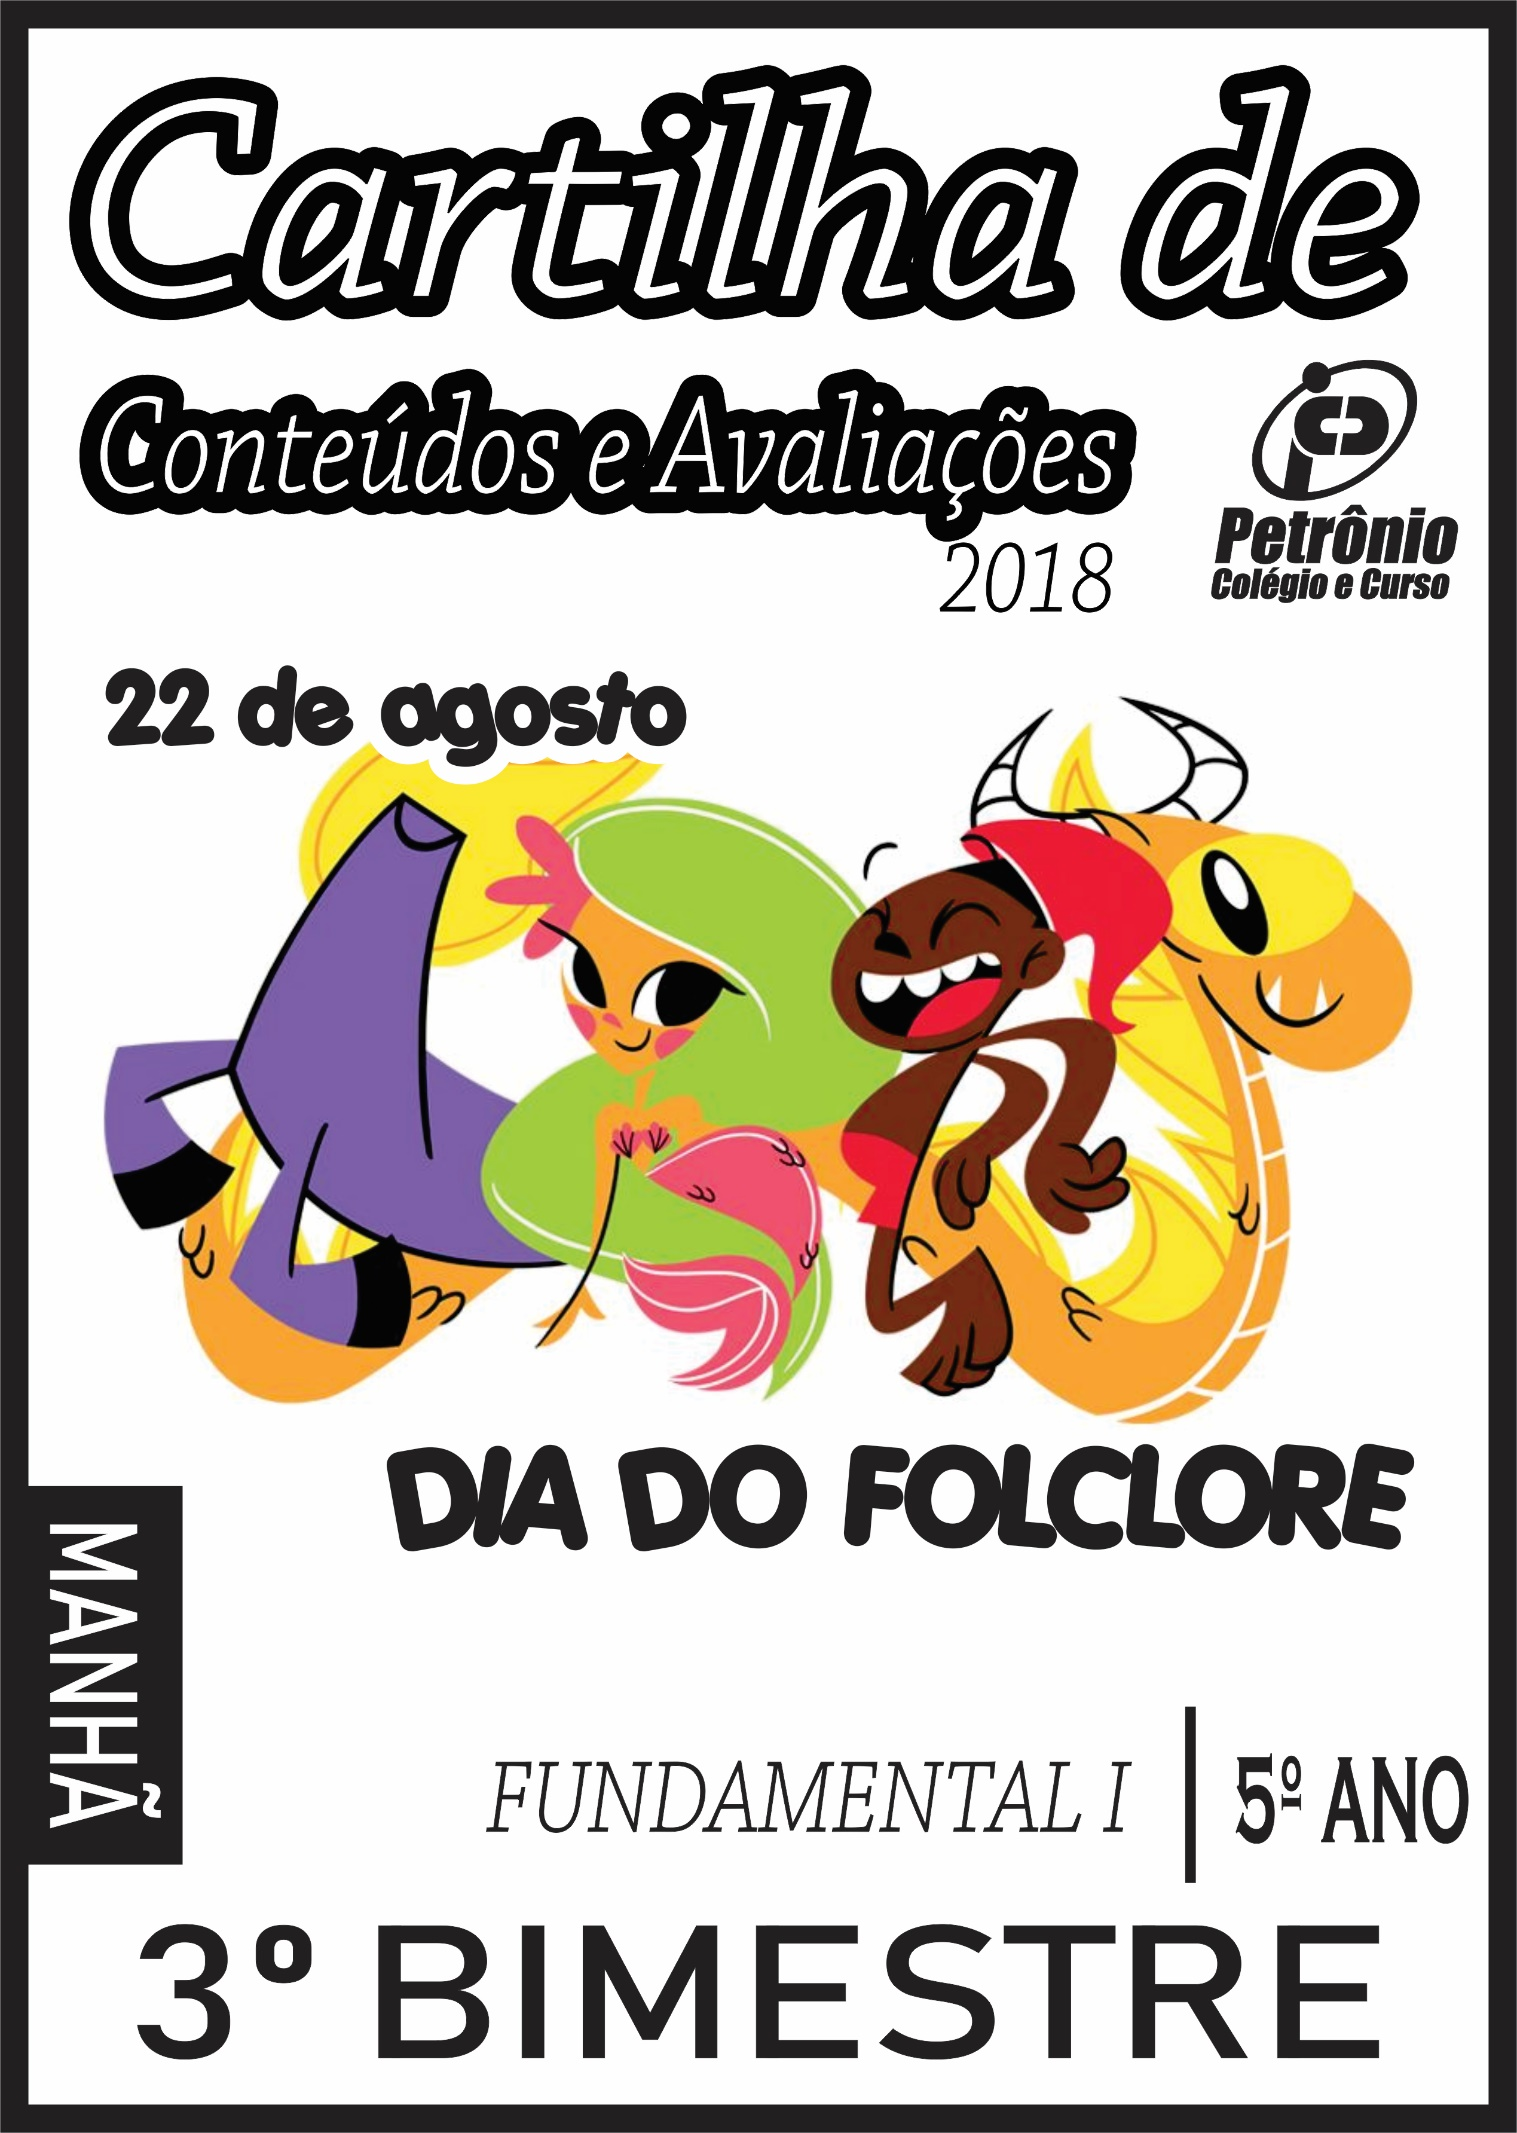 Cartilha de
Conteúdos e Avaliações
2018
Petrônio
Colégio e Curso
22 de agosto
DIA DO FOLCLORE
MANHÃ
FUNDAMENTAL I
5º ANO
3º BIMESTRE